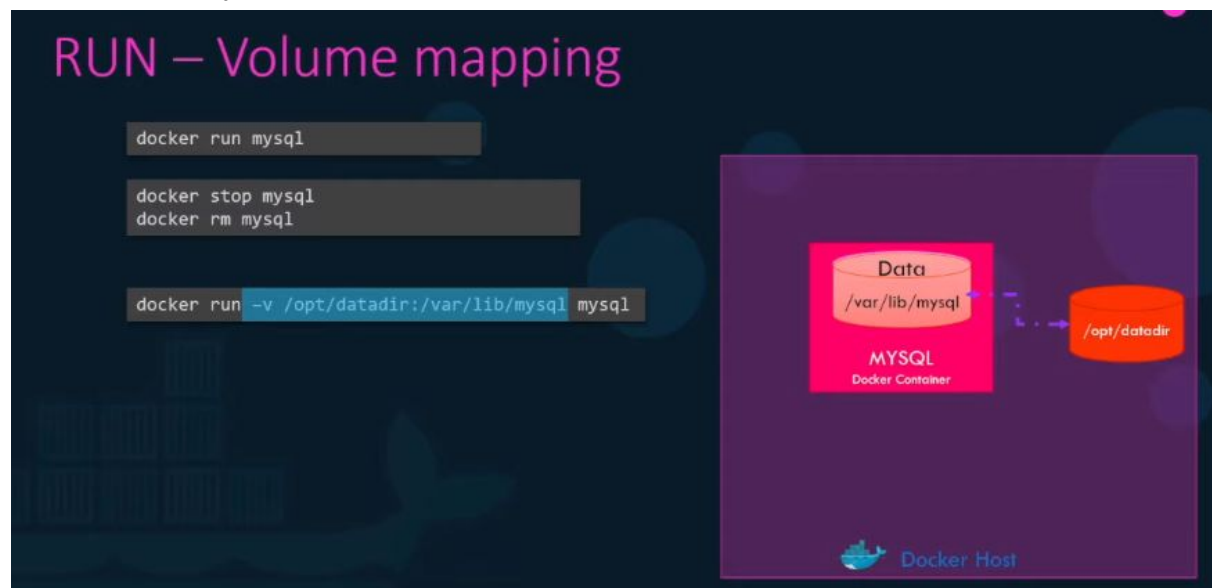 RUN – Volume mapping
docker run mysql
docker stop mysql
docker rm mysql
docker run –v /opt/datadir:/var/lib/mysql mysql
Data
/var/lib/mysql
/opt/datadir
MYSQL
Docker Container
Docker Host